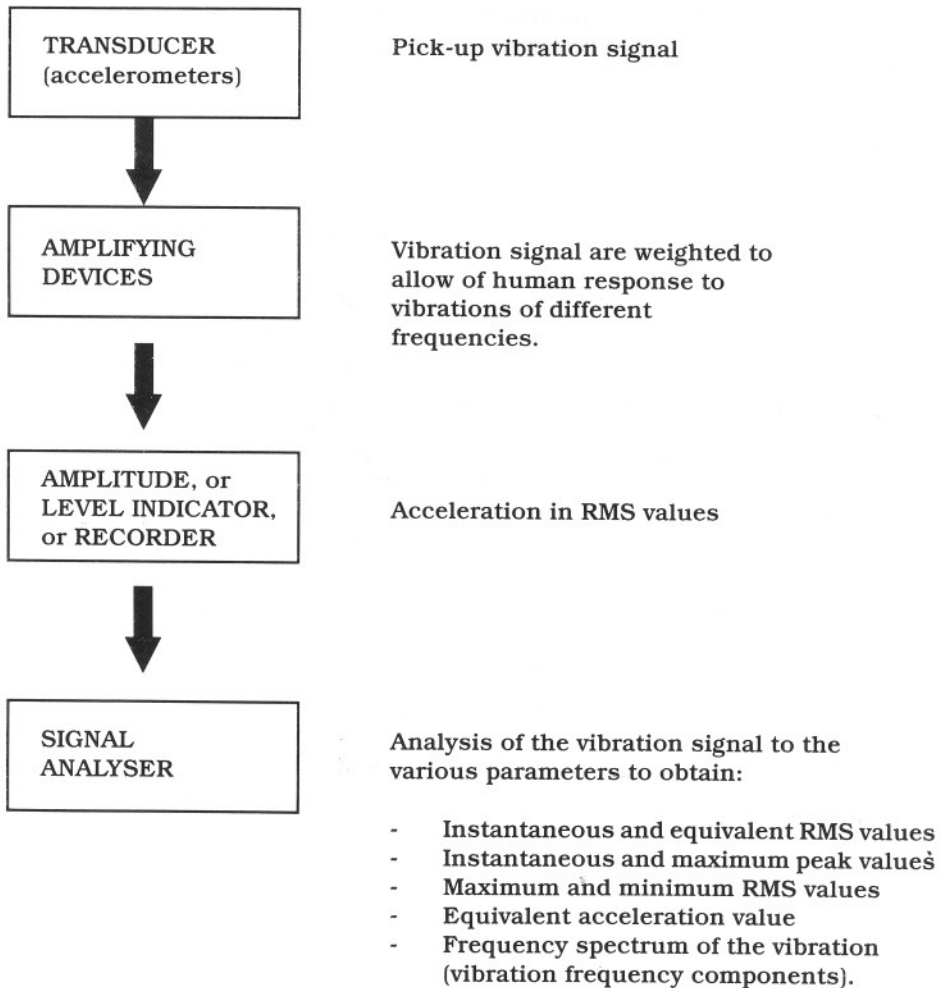 TRANSDUCER
(accelerometers)
Pick-up vibration signal
AMPLIFYING
DEVICES
Vibration signal are weighted to
allow of human response to
vibrations of different
frequencies.
AMPLITUDE, or
LEVEL INDICATOR,
or RECORDER
Acceleration in RMS values
SIGNAL
ANALYSER
Analysis of the vibration signal to the
various parameters to obtain:
- Instantaneous and equivalent RMS values
- Instantaneous and maximum peak values
- Maximum and minimum RMS values
- Equivalent acceleration value
- Frequency spectrum of the vibration
(vibration frequency components).